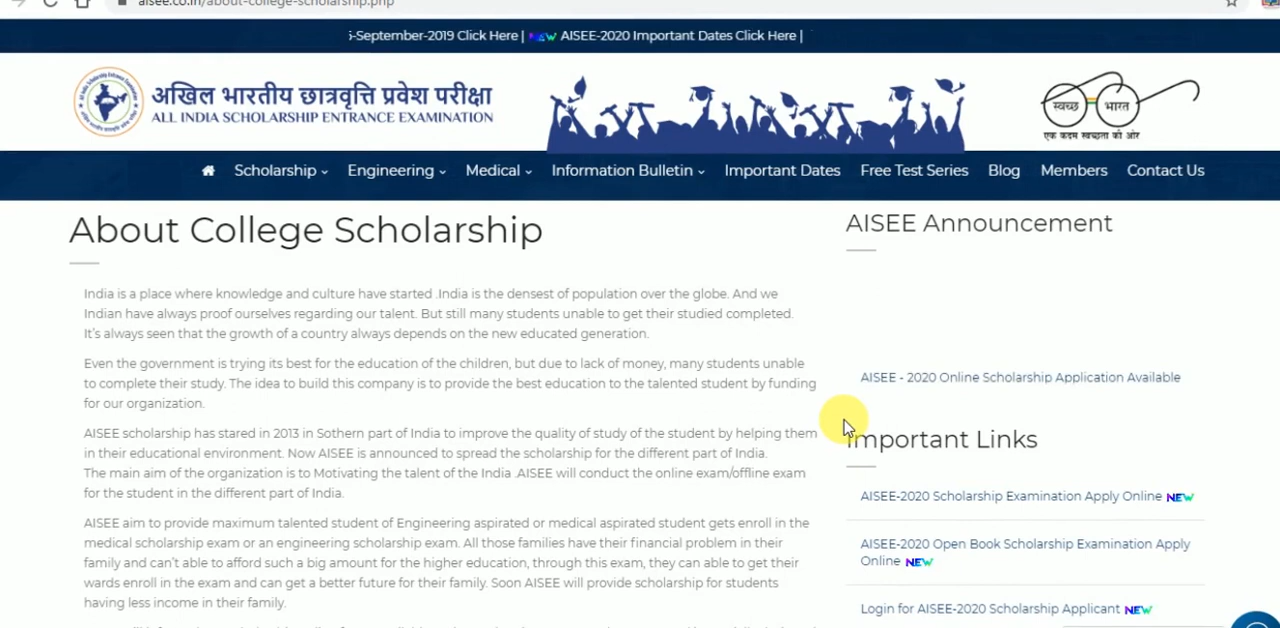 aisee.co.in/about-college-scholarship.php
-September-2019 Click Here | NEW AISEE-2020 Important Dates Click Here |
अखिल भारतीय छात्रवृत्ति प्रवेश परीक्षा
ALL INDIA SCHOLARSHIP ENTRANCE EXAMINATION
स्वच्छ भारत
एक कदम स्वच्छता की ओर
Scholarship Engineering Medical Information Bulletin Important Dates Free Test Series Blog Members Contact Us
About College Scholarship
India is a place where knowledge and culture have started .India is the densest of population over the globe. And we
Indian have always proof ourselves regarding our talent. But still many students unable to get their studied completed.
It's always seen that the growth of a country always depends on the new educated generation.
Even the government is trying its best for the education of the children, but due to lack of money, many students unable
to complete their study. The idea to build this company is to provide the best education to the talented student by funding
for our organization.
AISEE scholarship has stared in 2013 in Sothern part of India to improve the quality of study of the student by helping them
in their educational environment. Now AISEE is announced to spread the scholarship for the different part of India.
The main aim of the organization is to Motivating the talent of the India .AISEE will conduct the online exam/offline exam
for the student in the different part of India.
AISEE aim to provide maximum talented student of Engineering aspirated or medical aspirated student gets enroll in the
medical scholarship exam or an engineering scholarship exam. All those families have their financial problem in their
family and can't able to afford such a big amount for the higher education, through this exam, they can able to get their
wards enroll in the exam and can get a better future for their family. Soon AISEE will provide scholarship for students
having less income in their family.
AISEE Announcement
AISEE - 2020 Online Scholarship Application Available
Important Links
AISEE-2020 Scholarship Examination Apply Online NEW
AISEE-2020 Open Book Scholarship Examination Apply
Online NEW
Login for AISEE-2020 Scholarship Applicant NEW